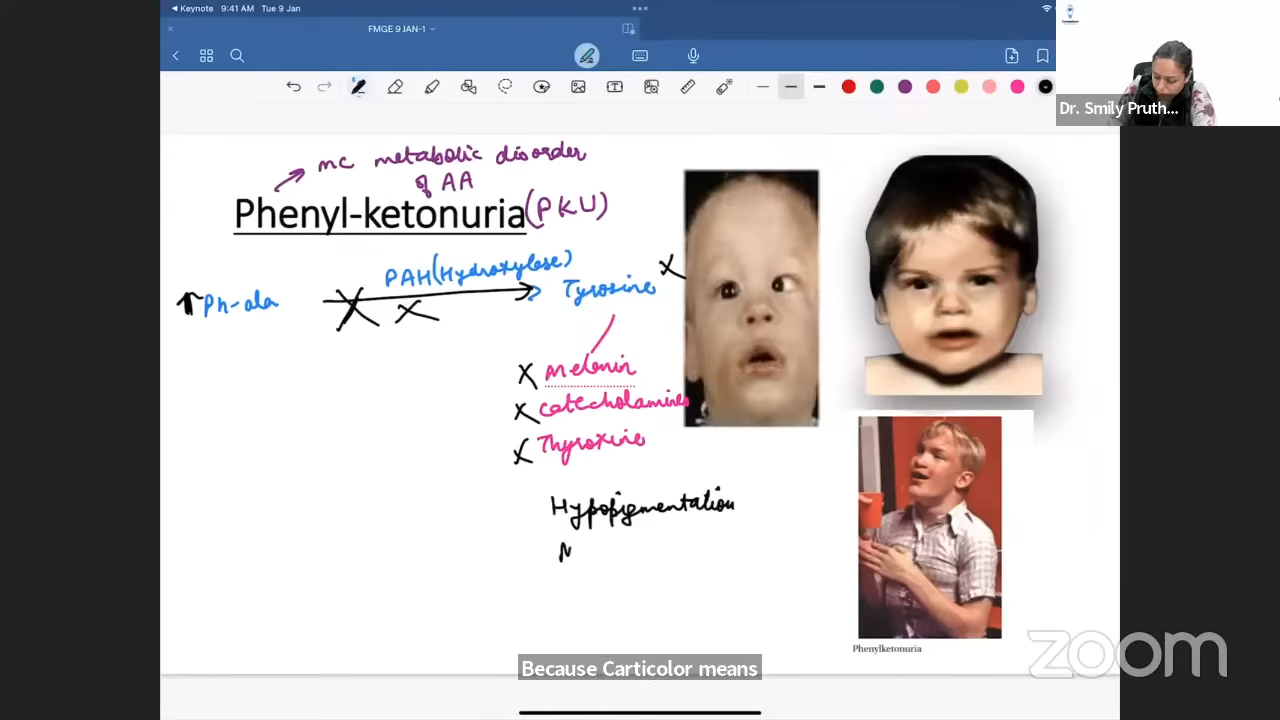 Keynote 9:41 AM Tue 9 Jan
FMGE 9 JAN-1
Dr. Smily Pruth...
mc metabolic disorder
of AA
Phenyl-ketonuria (PKU)
PAH (Hydroxylase)
↑ Ph-ala
Tyrosine X
X Melanin
X Catecholamines
X Thyroxine
Hypopigmentation
N
Phenylketonuria
Because Carticolor means
zoom